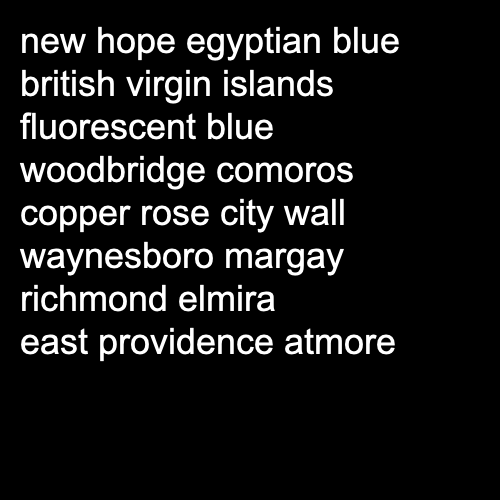 new hope egyptian blue
british virgin islands
fluorescent blue
woodbridge comoros
copper rose city wall
waynesboro margay
richmond elmira
east providence atmore